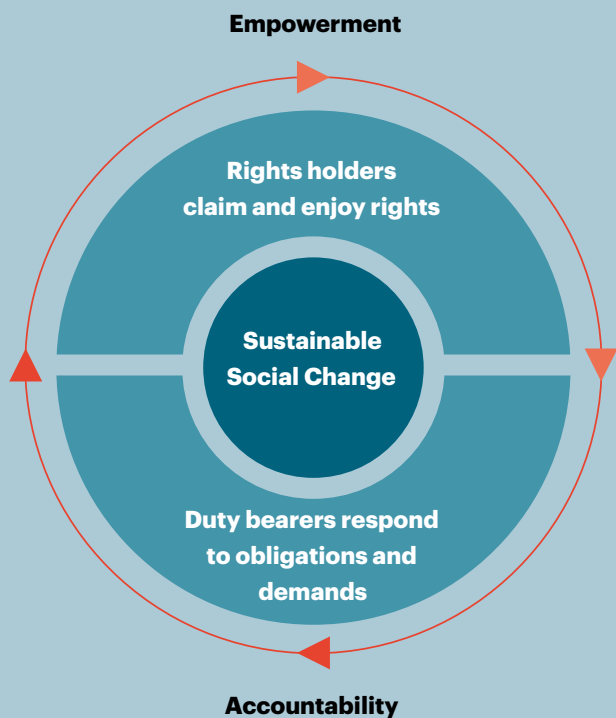 Empowerment
Rights holders
claim and enjoy rights
Sustainable
Social Change
Duty bearers respond
to obligations and
demands
Accountability